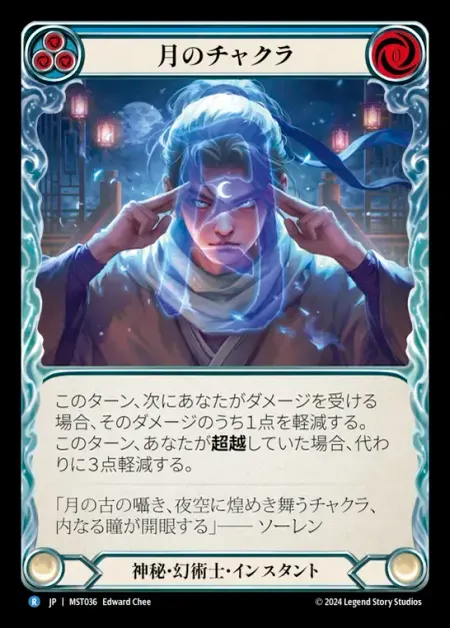 月のチャクラ
0
このターン、次にあなたがダメージを受ける
場合、そのダメージのうち1点を軽減する。
このターン、あなたが超越していた場合、代わ
りに3点軽減する。
「月の古の囁き、夜空に煌めき舞うチャクラ、
内なる瞳が開眼する」── ソーレン
神秘・幻術士・インスタント
R JP | MST036 Edward Chee
© 2024 Legend Story Studios